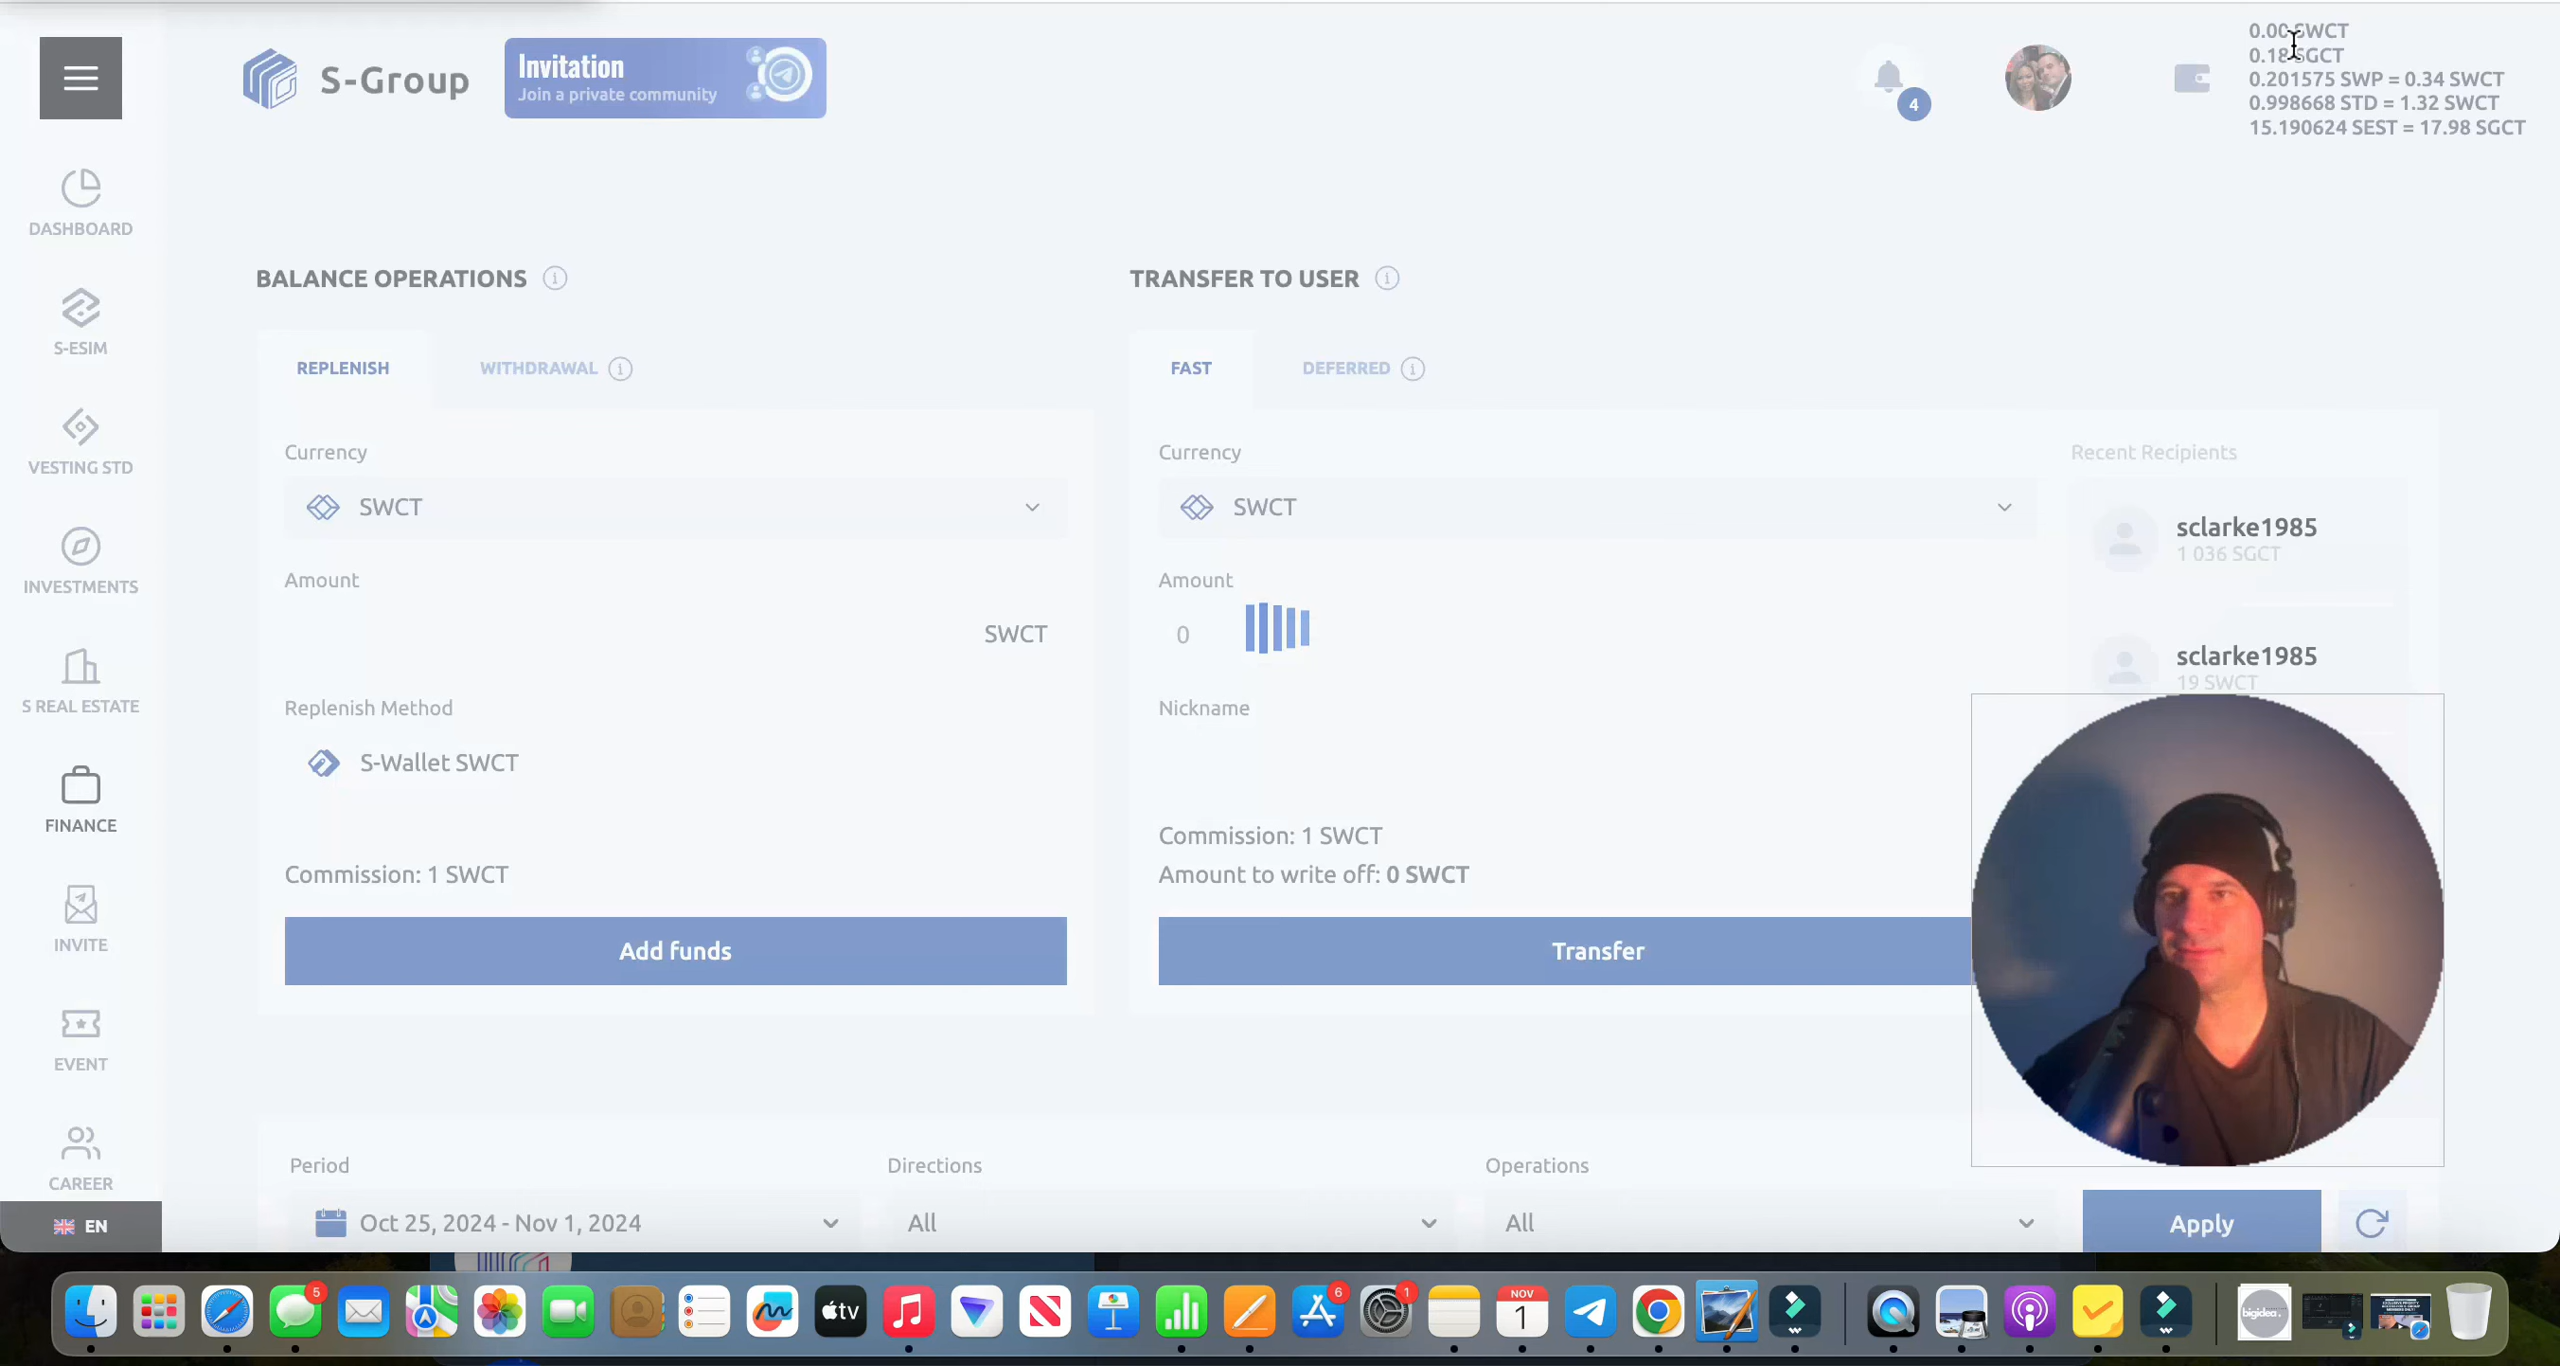 S-Group
Invitation
Join a private community
4
0.00 SWCT
0.18 SGCT
0.201575 SWP = 0.34 SWCT
0.998668 STD = 1.32 SWCT
15.190624 SEST = 17.98 SGCT
DASHBOARD
S-ESIM
VESTING STD
INVESTMENTS
S REAL ESTATE
FINANCE
INVITE
EVENT
CAREER
EN
BALANCE OPERATIONS
REPLENISH
WITHDRAWAL
Currency
SWCT
Amount
SWCT
Replenish Method
S-Wallet SWCT
Commission: 1 SWCT
Add funds
TRANSFER TO USER
FAST
DEFERRED
Currency
SWCT
Amount
0
Nickname
Commission: 1 SWCT
Amount to write off: 0 SWCT
Transfer
Recent Recipients
sclarke1985
1 036 SGCT
sclarke1985
19 SWCT
Period
Oct 25, 2024 - Nov 1, 2024
Directions
All
Operations
All
Apply
5
tv
6
1
NOV
1
bigidea.